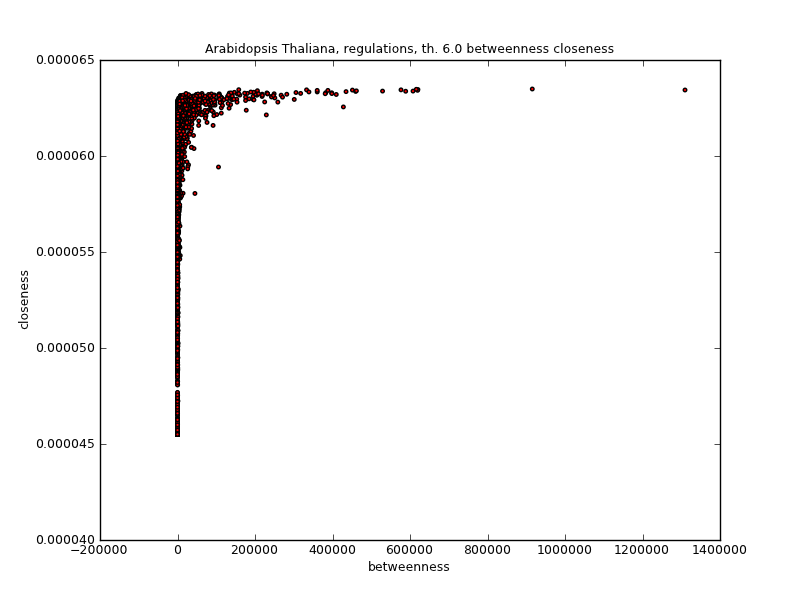 Arabidopsis Thaliana, regulations, th. 6.0 betweenness closeness
0.000065
0.000060
0.000055
0.000050
0.000045
0.000040
closeness
−200000 0 200000 400000 600000 800000 1000000 1200000 1400000
betweenness